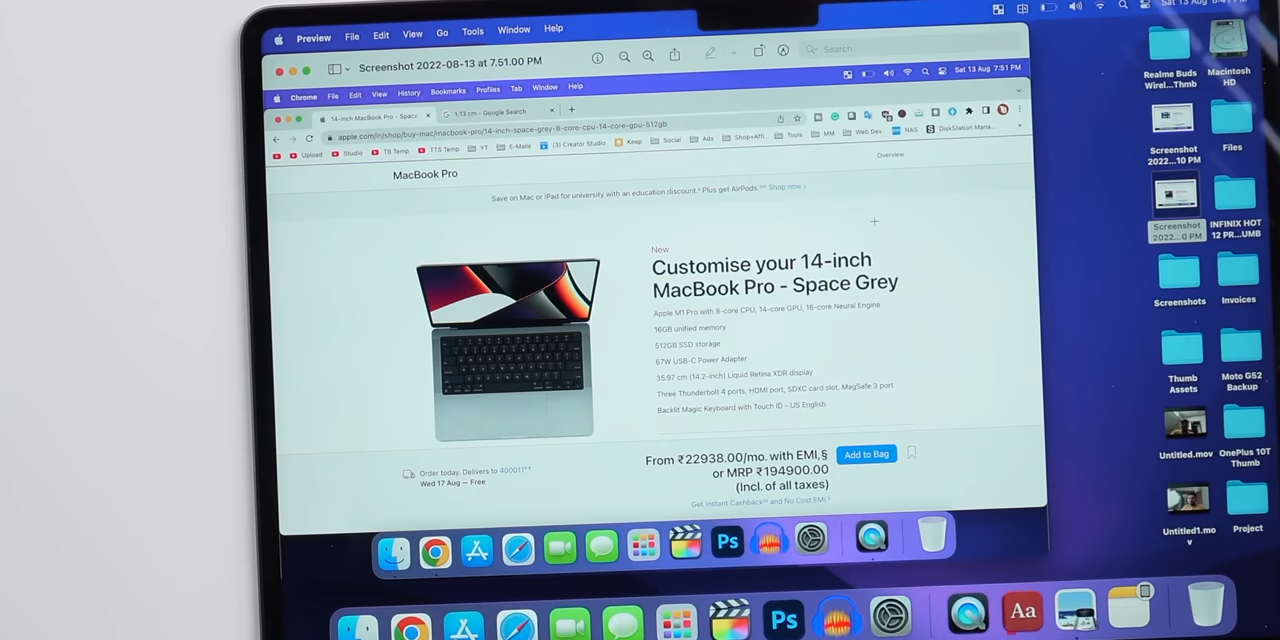 Preview File Edit View Go Tools Window Help
Screenshot 2022-08-13 at 7.51.00 PM
Search
Chrome File Edit View History Bookmarks Profiles Tab Window Help
Sat 13 Aug 7:51 PM
14-inch MacBook Pro - Space
1.13 cm - Google Search
apple.com/in/shop/buy-mac/macbook-pro/14-inch-space-grey-8-core-cpu-14-core-gpu-512gb
Upload Studio TB Temp TTS Temp YT E-Mails (3) Creator Studio Keep Social Ads Shop+Affi. Tools MM Web Dev. NAS DiskStation Mana...
MacBook Pro
Overview
Save on Mac or iPad for university with an education discount. Plus get AirPods. Shop now >
New
Customise your 14-inch
MacBook Pro - Space Grey
Apple M1 Pro with 8-core CPU, 14-core GPU, 16-core Neural Engine
16GB unified memory
512GB SSD storage
67W USB-C Power Adapter
35.97 cm (14.2-inch) Liquid Retina XDR display
Three Thunderbolt 4 ports, HDMI port, SDXC card slot, MagSafe 3 port
Backlit Magic Keyboard with Touch ID - US English
Order today. Delivers to 400011††
Wed 17 Aug — Free
From ₹22938.00/mo. with EMI,§
or MRP ₹194900.00
(Incl. of all taxes)
Add to Bag
Get instant Cashback and No Cost EMI.
Ps
Ps
Aa
Realme Buds
Wirel...Thmb
Macintosh
HD
Screenshot
2022...10 PM
Files
Screenshot
2022...0 PM
INFINIX HOT
12 PR...UMB
Screenshots
Invoices
Thumb
Assets
Moto G52
Backup
Untitled.mov
OnePlus 10T
Thumb
Untitled1.mo
v
Project